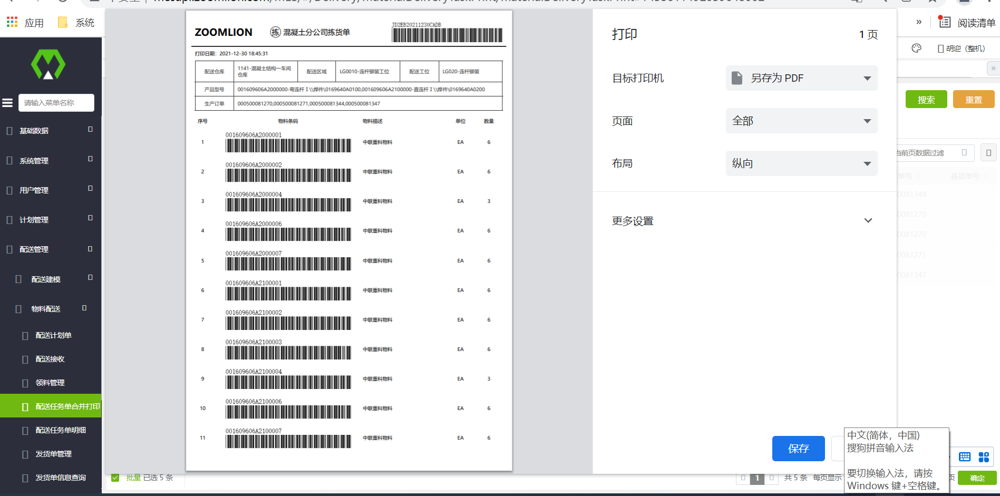 应用
系统
»
阅读清单
胡迎（整机）
请输入菜单名称
基础数据
系统管理
用户管理
计划管理
配送管理
配送建模
物料配送
配送计划单
配送接收
领料管理
配送任务单合并打印
配送任务单明细
发货单管理
发货单信息查询
ZOOMLION
拣 混凝土分公司拣货单
JD2EB20211230CADB
打印日期：2021-12-30 18:45:31
配送仓库 1141-混凝土结构一车间仓库 配送区域 LG0010-连杆铆装工位 配送工位 LG020-连杆铆装
产品型号 001609606A2000000-弯连杆 I \\焊件\0169640A0100,001609606A2100000-直连杆 I \\焊件\0169640A0200
生产订单 000500081270,000500081271,000500081344,000500081347
序号 物料条码 物料描述 单位 数量
001609606A2000001
1 中联重科物料 EA 6
001609606A2000002
2 中联重科物料 EA 6
001609606A2000004
3 中联重科物料 EA 3
001609606A2000006
4 中联重科物料 EA 6
001609606A2000007
5 中联重科物料 EA 6
001609606A2100001
6 中联重科物料 EA 6
001609606A2100002
7 中联重科物料 EA 6
001609606A2100003
8 中联重科物料 EA 6
001609606A2100004
9 中联重科物料 EA 3
001609606A2100006
10 中联重科物料 EA 6
001609606A2100007
11 中联重科物料 EA 6
打印
1 页
目标打印机 另存为 PDF
页面 全部
布局 纵向
更多设置
保存
搜索
重置
当前页数据过滤
单号 拣货单号
0081344
0081270
0081270
0081271
0081347
中文(简体，中国)
搜狗拼音输入法
要切换输入法，请按
Windows 键+空格键。
批量 已选 5 条
1
共 5 条 每页显示
页
确定